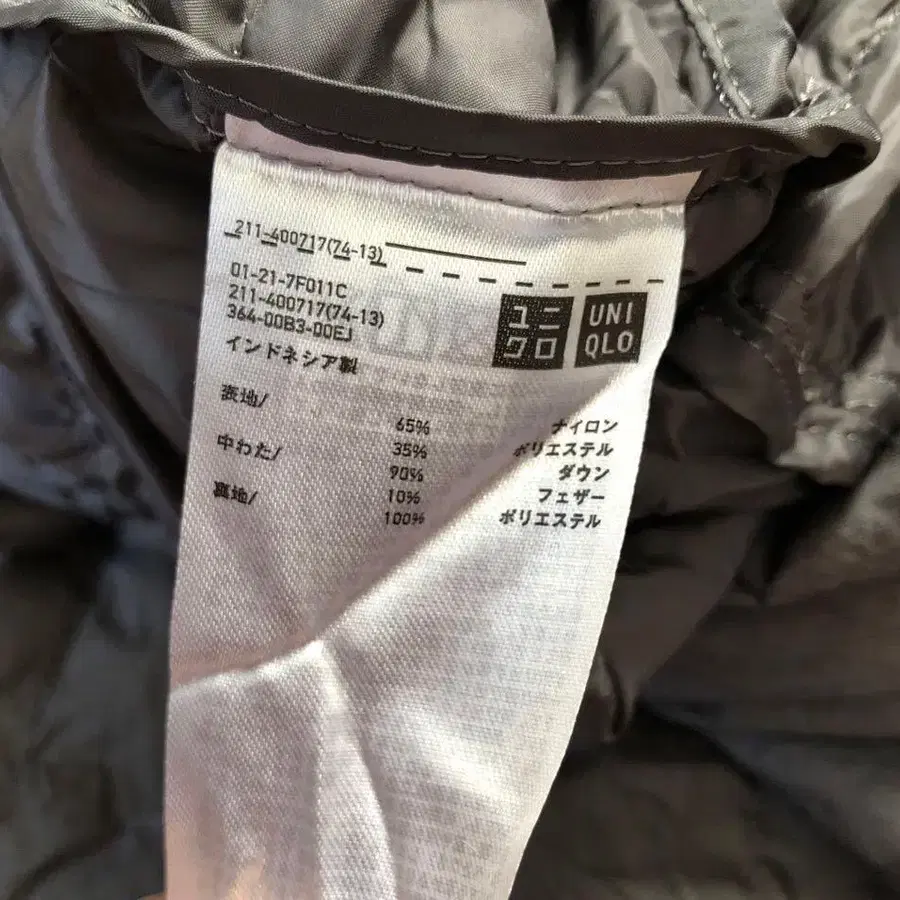 211-400717(74-13)
01-21-7F011C
211-400717(74-13)
364-00B3-00EJ
インドネシア製
ユニ
クロ
UNI
QLO
表地/
65% ナイロン
35% ポリエステル
中わた/
90% ダウン
10% フェザー
裏地/
100% ポリエステル